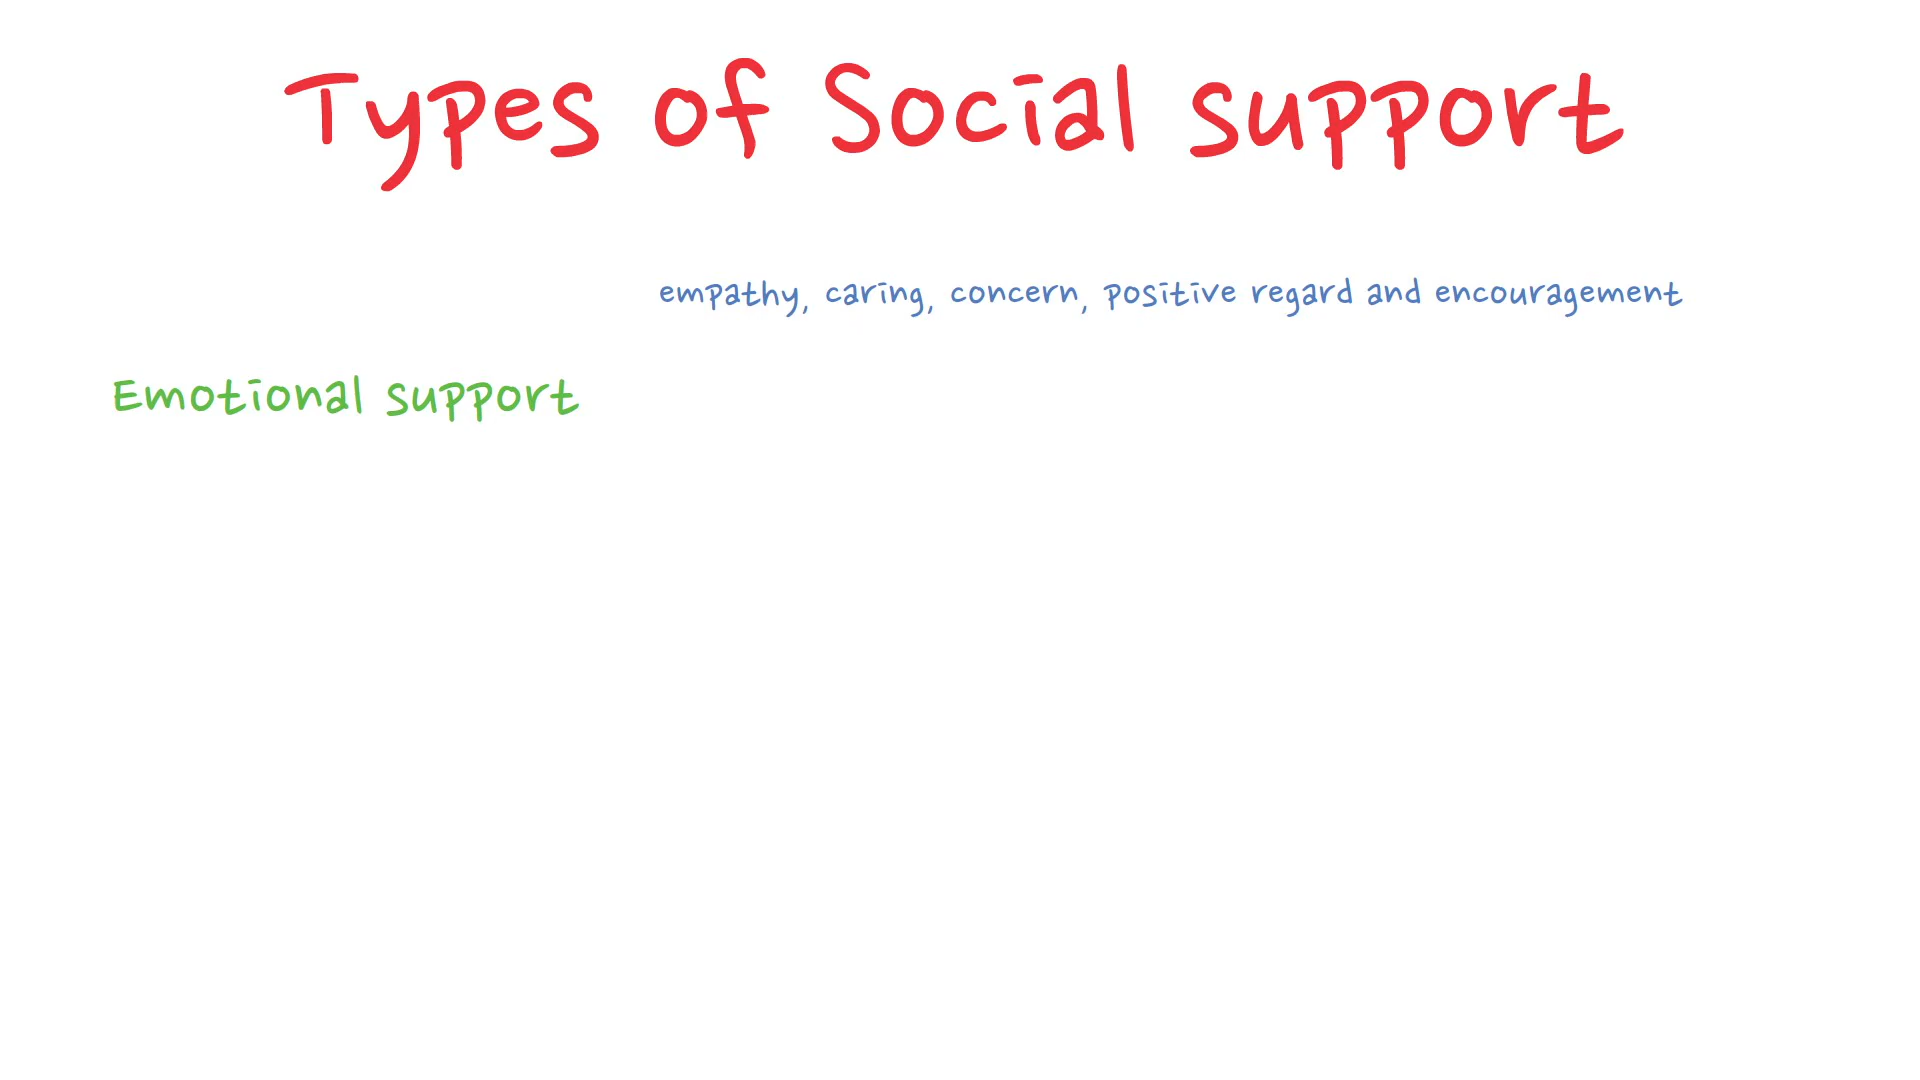 Types of Social support
empathy, caring, concern, positive regard and encouragement
Emotional support